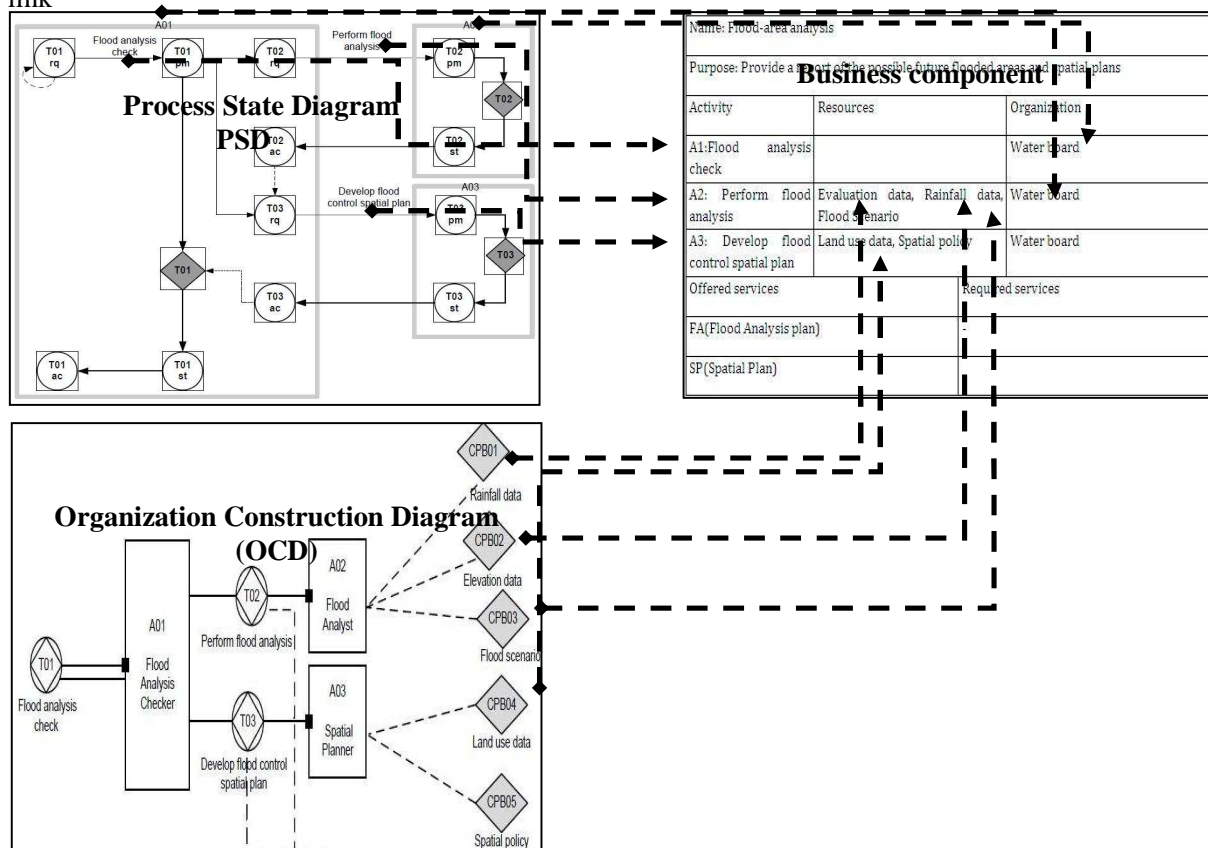 link
A01
Flood analysis
check
Perform flood
analysis
T01
rq
T01
pm
T02
rq
T02
pm
T02
Process State Diagram
PSD
T02
ac
T02
st
Develop flood
control spatial plan
A03
T03
rq
T03
pm
T01
T03
T03
ac
T03
st
T01
ac
T01
st
Business component
Name: Flood-area analysis
Purpose: Provide a report of the possible future flooded areas and spatial plans
Activity Resources Organization
A1:Flood analysis Water board
check
A2: Perform flood Evaluation data, Rainfall data, Water board
analysis Flood Scenario
A3: Develop flood Land use data, Spatial policy Water board
control spatial plan
Offered services Required services
FA(Flood Analysis plan) -
SP(Spatial Plan)
Organization Construction Diagram
(OCD)
CPB01
Rainfall data
CPB02
Elevation data
CPB03
Flood scenario
CPB04
Land use data
CPB05
Spatial policy
A01
Flood
Analysis
Checker
A02
Flood
Analyst
A03
Spatial
Planner
T01
Flood analysis
check
T02
Perform flood analysis
T03
Develop flood control
spatial plan